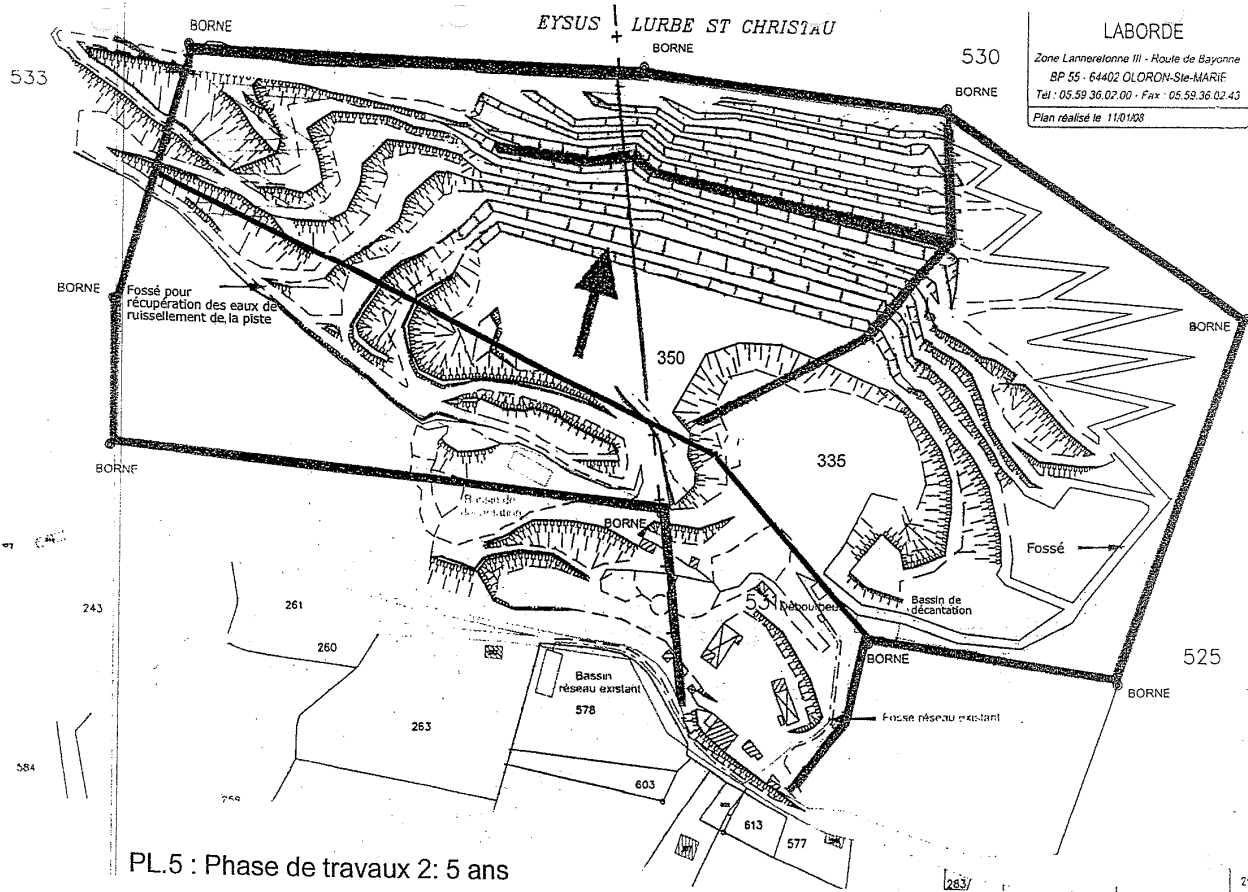 BORNE
EYSUS LURBE ST CHRISTAU
BORNE
530
BORNE
533
LABORDE
Zone Lanneretonne III - Route de Bayonne
BP 55 - 64402 OLORON-Ste-MARIE
Tél : 05.59.36.02.00 - Fax : 05.59.36.02.43
Plan réalisé le 11/01/08
BORNE
Fossé pour
récupération des eaux de
ruissellement de la piste
BORNE
350
BORNE
335
Bassin de
décantation
BORNE
Fossé
243
261
260
531
Débourbeur
Bassin de
décantation
BORNE
525
BORNE
Bassin
réseau existant
578
263
Fosse réseau existant
584
259
603
613
577
PL.5 : Phase de travaux 2: 5 ans
283